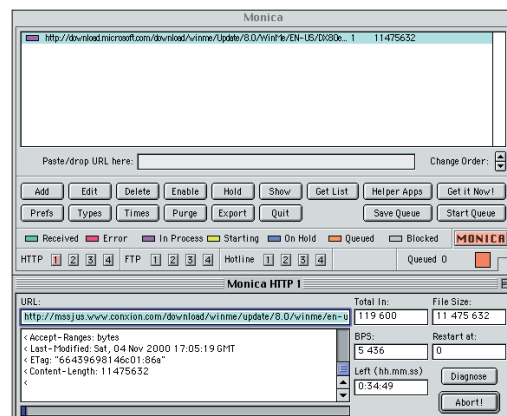 Monica
http://download.microsoft.com/download/winme/Update/8.0/WinMe/EN-US/DX80e... 1 11475632
Paste/drop URL here:
Change Order:
Add Edit Delete Enable Hold Show Get List Helper Apps Get it Now!
Prefs Types Times Purge Export Quit Save Queue Start Queue
Received Error In Process Starting On Hold Queued Blocked MONICA
HTTP 1 2 3 4 FTP 1 2 3 4 Hotline 1 2 3 4 Queued 0
Monica HTTP 1
URL: Total In: File Size:
http://mssjus.www.conxion.com/download/winme/update/8.0/winme/en-u 119 600 11 475 632
< Accept-Ranges: bytes
< Last-Modified: Sat, 04 Nov 2000 17:05:19 GMT
< ETag: "66439698146c01:86a"
< Content-Length: 11475632
<
BPS: Restart at:
5 436 0
Left (hh.mm.ss)
0:34:49
Diagnose
Abort!